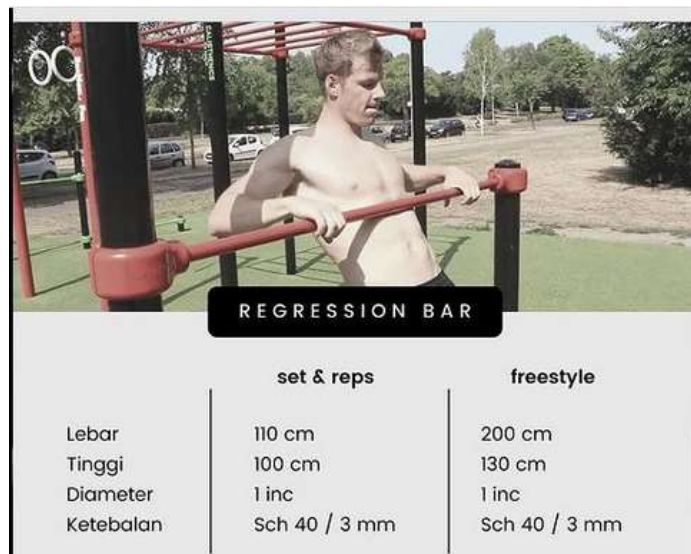 CALISTHENICS
REGRESSION BAR
set & reps freestyle
Lebar 110 cm 200 cm
Tinggi 100 cm 130 cm
Diameter 1 inc 1 inc
Ketebalan Sch 40 / 3 mm Sch 40 / 3 mm